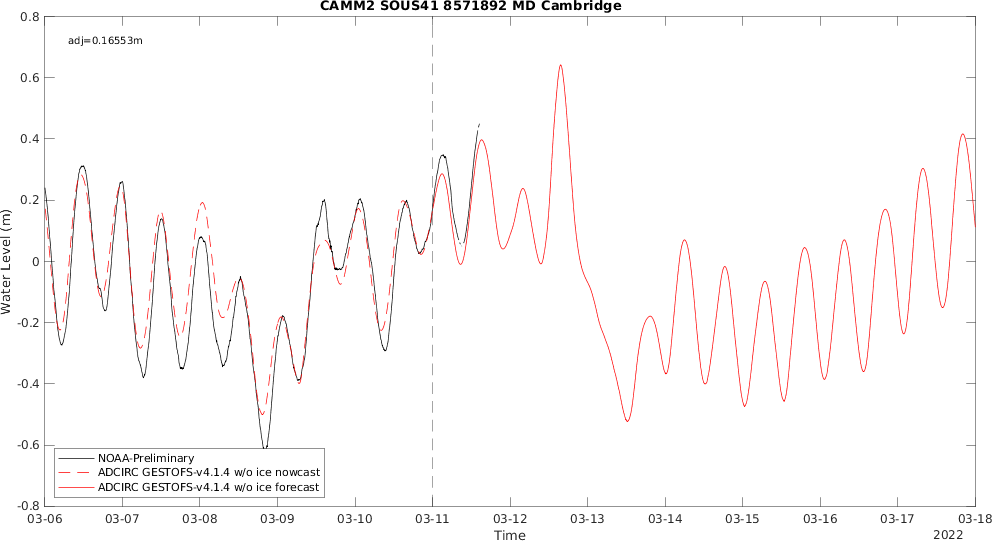 CAMM2 SOUS41 8571892 MD Cambridge
adj=0.16553m
0.8
0.6
0.4
0.2
0
-0.2
-0.4
-0.6
-0.8
Water Level (m)
NOAA-Preliminary
ADCIRC GESTOFS-v4.1.4 w/o ice nowcast
ADCIRC GESTOFS-v4.1.4 w/o ice forecast
03-06 03-07 03-08 03-09 03-10 03-11 03-12 03-13 03-14 03-15 03-16 03-17 03-18
Time
2022